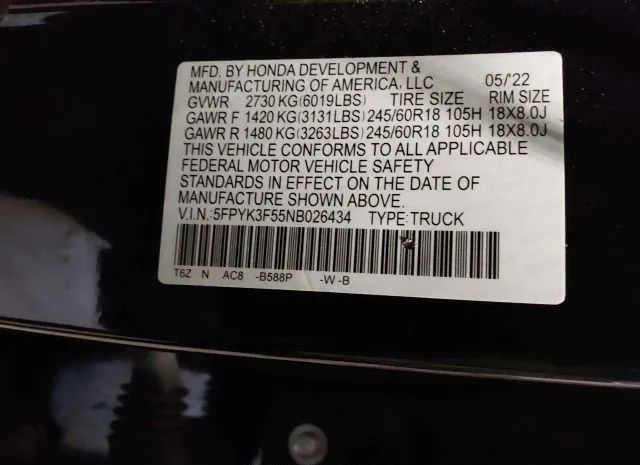 MFD. BY HONDA DEVELOPMENT &
MANUFACTURING OF AMERICA, LLC 05/'22
GVWR 2730 KG(6019LBS) TIRE SIZE RIM SIZE
GAWR F 1420 KG(3131LBS) 245/60R18 105H 18X8.0J
GAWR R 1480 KG(3263LBS) 245/60R18 105H 18X8.0J
THIS VEHICLE CONFORMS TO ALL APPLICABLE
FEDERAL MOTOR VEHICLE SAFETY
STANDARDS IN EFFECT ON THE DATE OF
MANUFACTURE SHOWN ABOVE.
V.I.N.:5FPYK3F55NB026434 TYPE:TRUCK
T6Z N AC8 -B588P -W-B